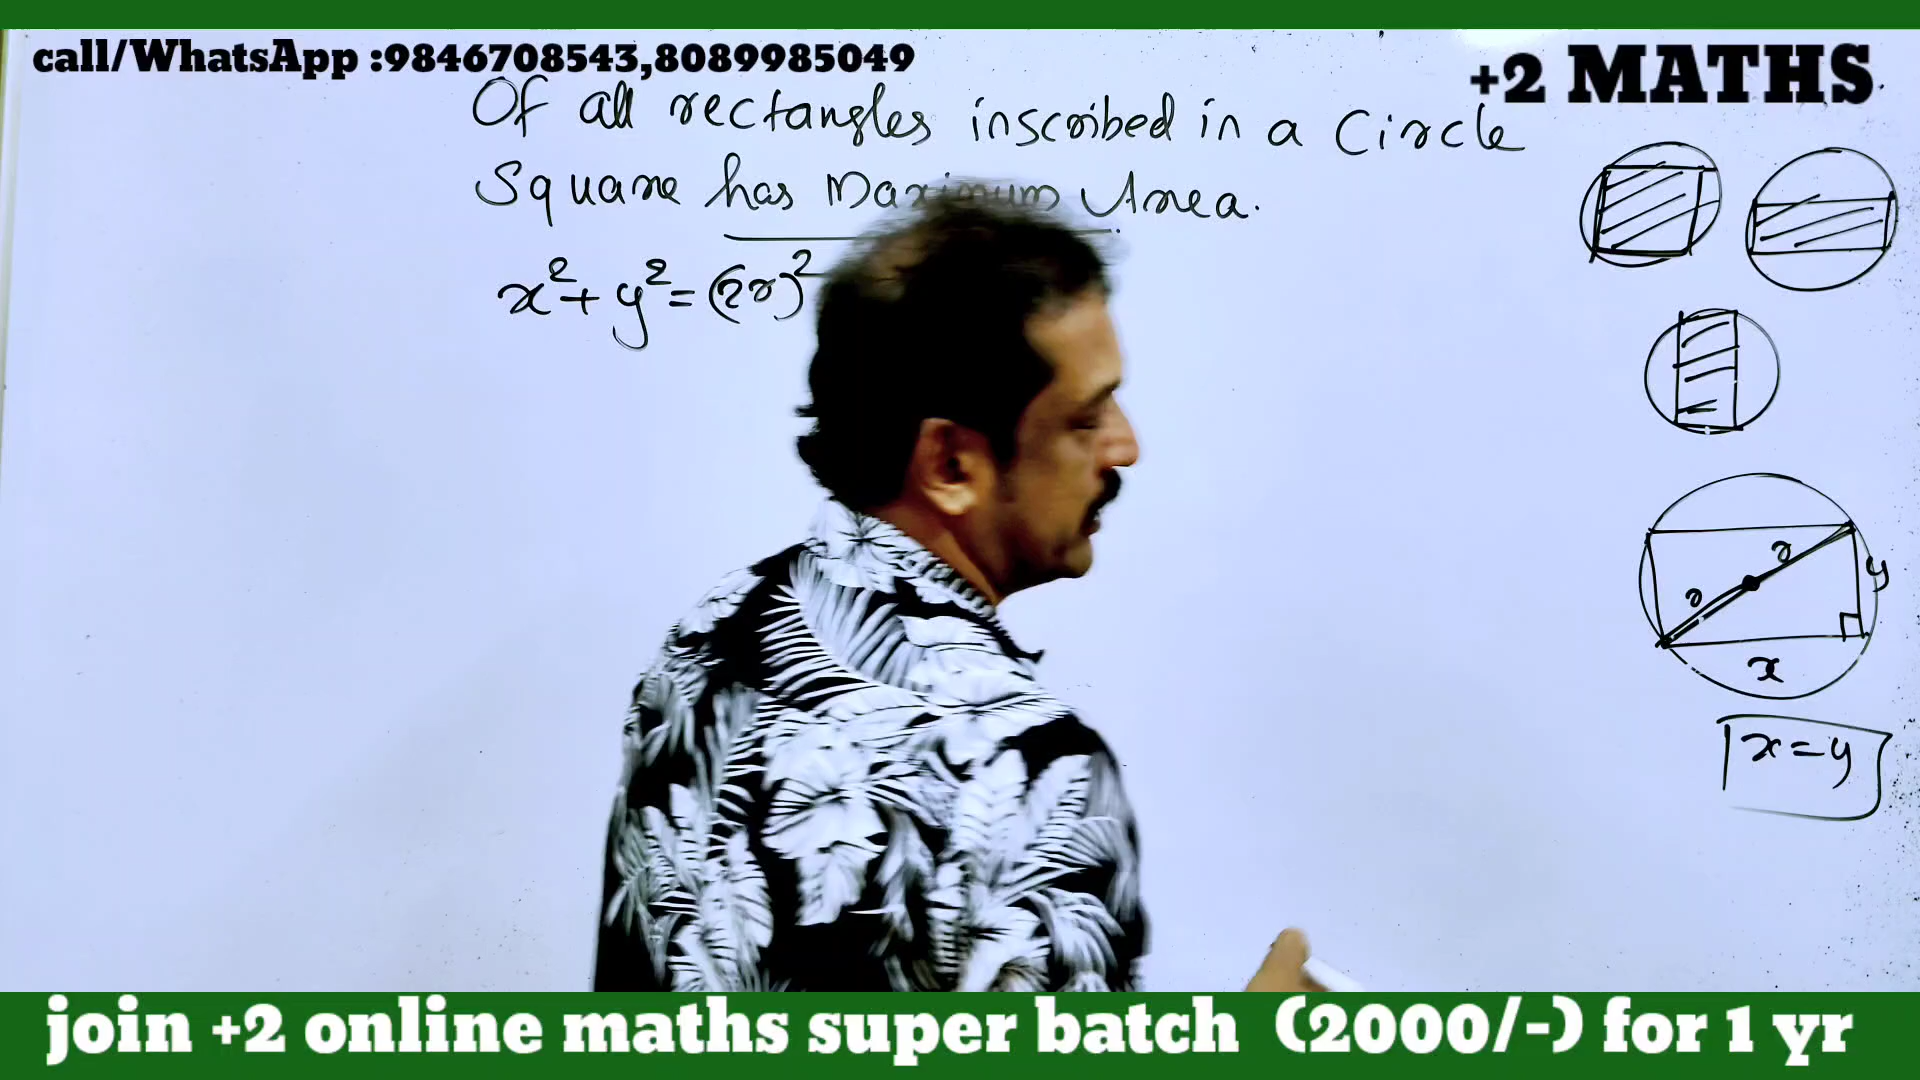 call/WhatsApp :9846708543,8089985049
+2 MATHS
Of all rectangles inscribed in a Circle
Square has Maximum Area.
x² + y² = (2r)²
r
r
y
x
x = y
join +2 online maths super batch (2000/-) for 1 yr